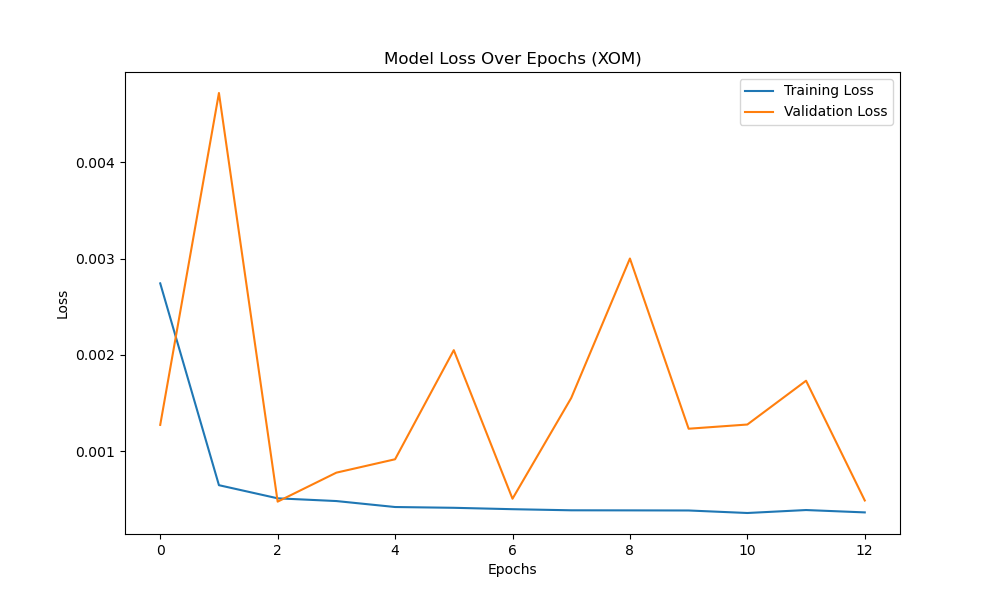 Model Loss Over Epochs (XOM)
Training Loss
Validation Loss
0.004
0.003
0.002
0.001
Loss
0 2 4 6 8 10 12
Epochs